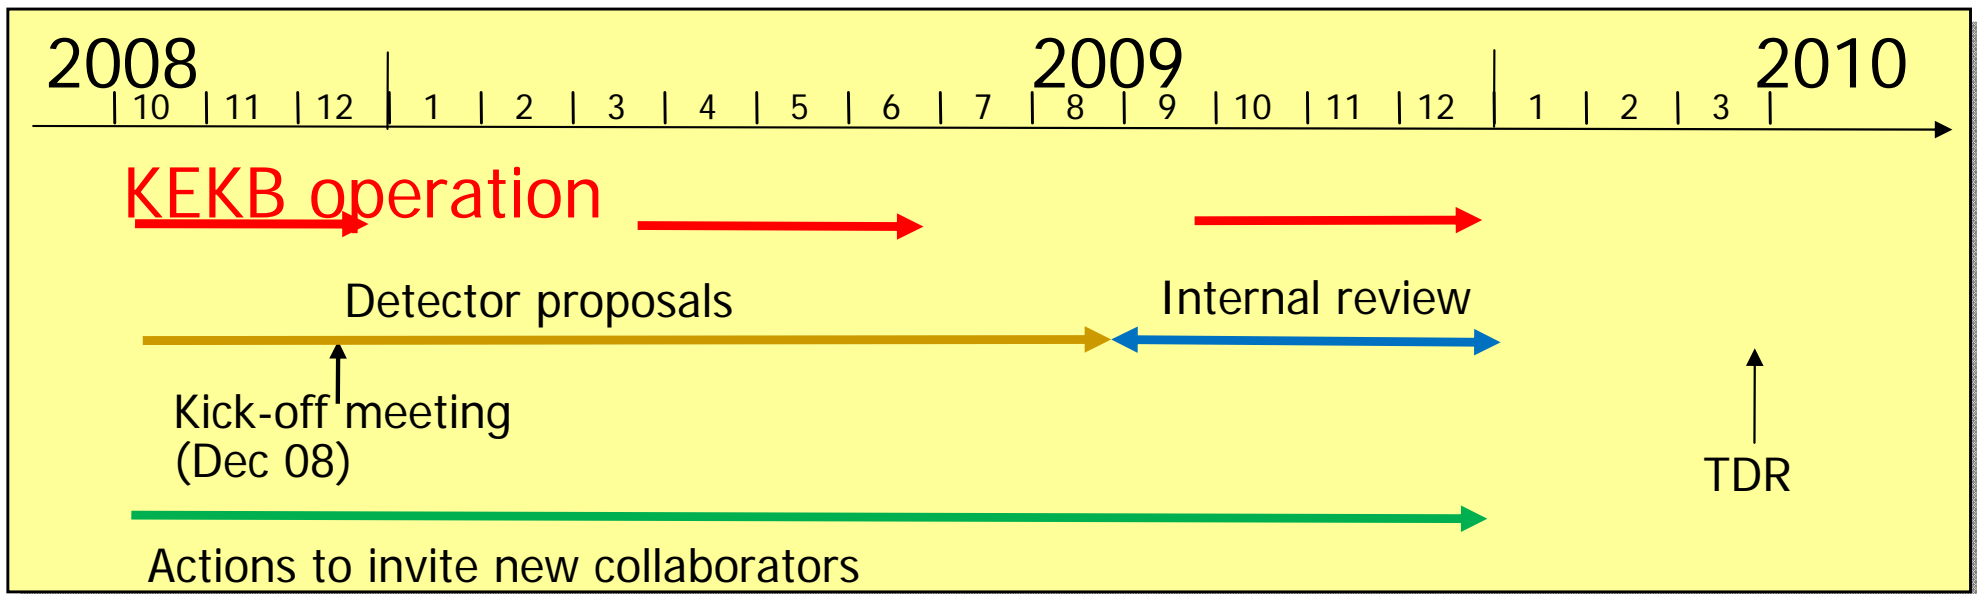 2008 2009 2010
10 11 12 1 2 3 4 5 6 7 8 9 10 11 12 1 2 3
KEKB operation
Detector proposals Internal review
Kick-off meeting
(Dec 08)
TDR
Actions to invite new collaborators